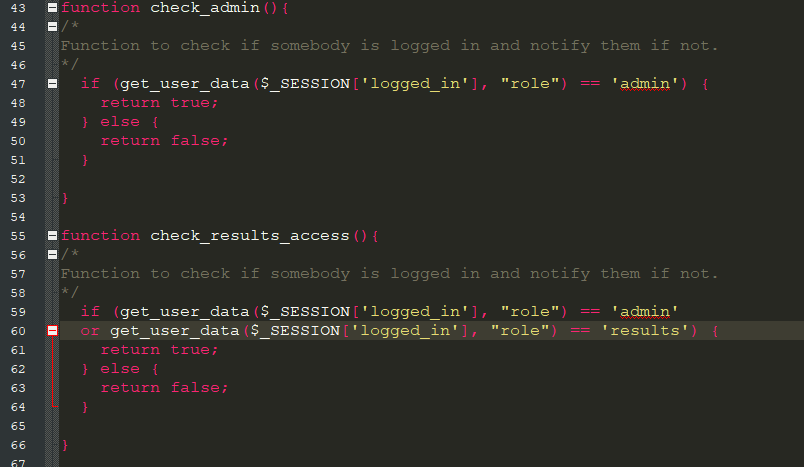 43 function check_admin(){
44 /*
45 Function to check if somebody is logged in and notify them if not.
46 */
47 if (get_user_data($_SESSION['logged_in'], "role") == 'admin') {
48 return true;
49 } else {
50 return false;
51 }
52
53 }
54
55 function check_results_access(){
56 /*
57 Function to check if somebody is logged in and notify them if not.
58 */
59 if (get_user_data($_SESSION['logged_in'], "role") == 'admin'
60 or get_user_data($_SESSION['logged_in'], "role") == 'results') {
61 return true;
62 } else {
63 return false;
64 }
65
66 }
67